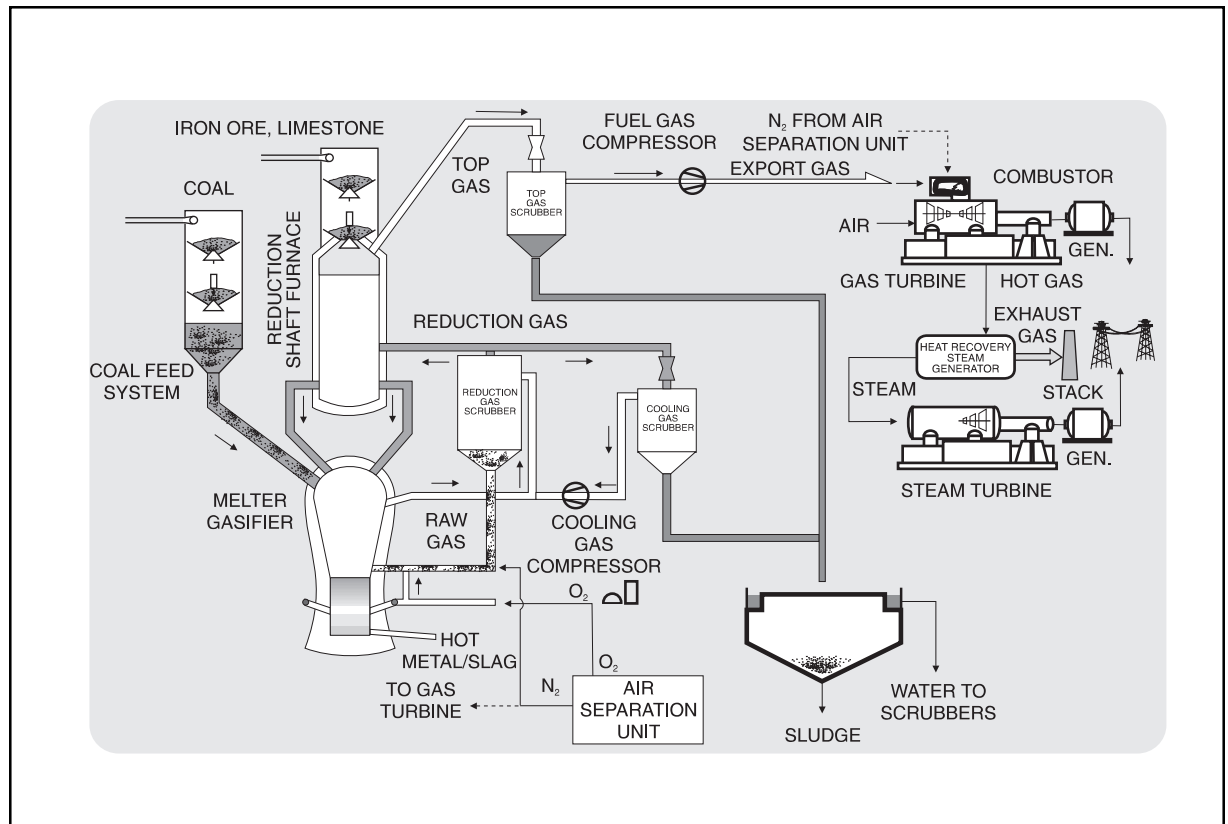 IRON ORE, LIMESTONE
COAL
TOP
GAS
FUEL GAS
COMPRESSOR
N₂ FROM AIR
SEPARATION UNIT
EXPORT GAS
COMBUSTOR
TOP
GAS
SCRUBBER
AIR
GEN.
GAS TURBINE
HOT GAS
REDUCTION
SHAFT FURNACE
REDUCTION GAS
EXHAUST
GAS
HEAT RECOVERY
STEAM
GENERATOR
STEAM
STACK
COAL FEED
SYSTEM
REDUCTION
GAS
SCRUBBER
COOLING
GAS
SCRUBBER
GEN.
STEAM TURBINE
MELTER
GASIFIER
RAW
GAS
COOLING
GAS
COMPRESSOR
O₂
HOT
METAL/SLAG
O₂
N₂
TO GAS
TURBINE
AIR
SEPARATION
UNIT
WATER TO
SCRUBBERS
SLUDGE